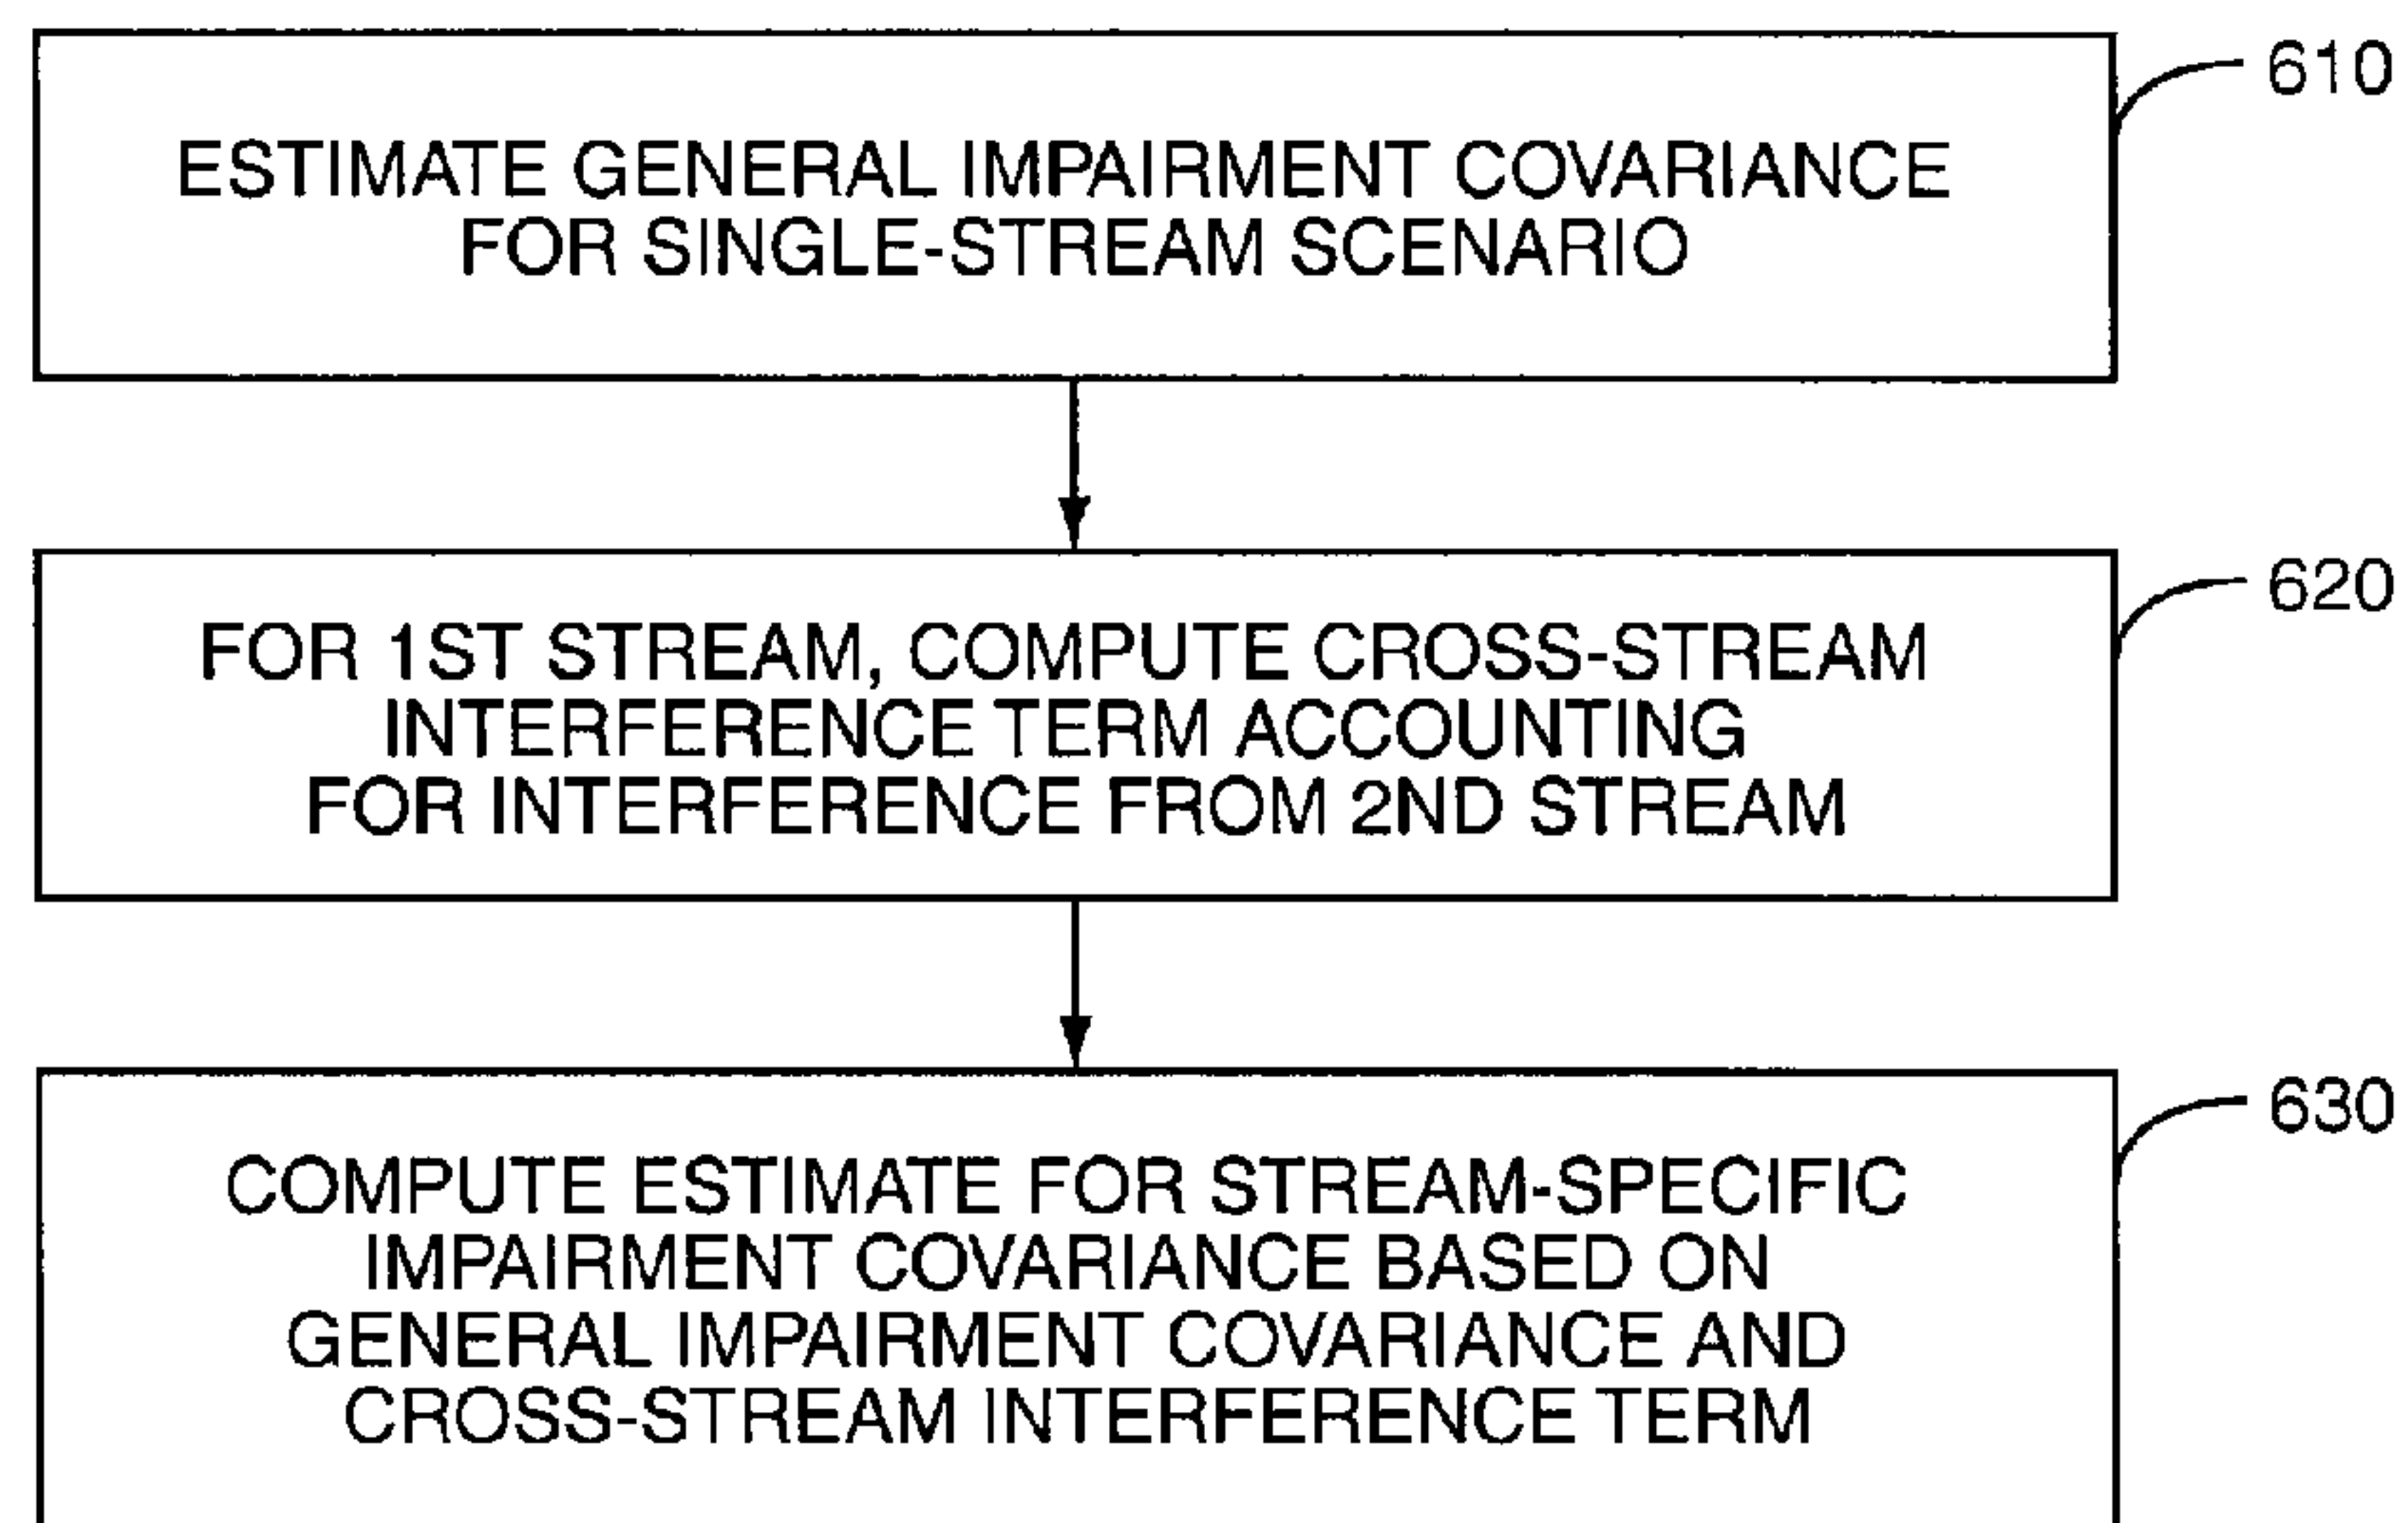 610
ESTIMATE GENERAL IMPAIRMENT COVARIANCE
FOR SINGLE-STREAM SCENARIO
620
FOR 1ST STREAM, COMPUTE CROSS-STREAM
INTERFERENCE TERM ACCOUNTING
FOR INTERFERENCE FROM 2ND STREAM
630
COMPUTE ESTIMATE FOR STREAM-SPECIFIC
IMPAIRMENT COVARIANCE BASED ON
GENERAL IMPAIRMENT COVARIANCE AND
CROSS-STREAM INTERFERENCE TERM